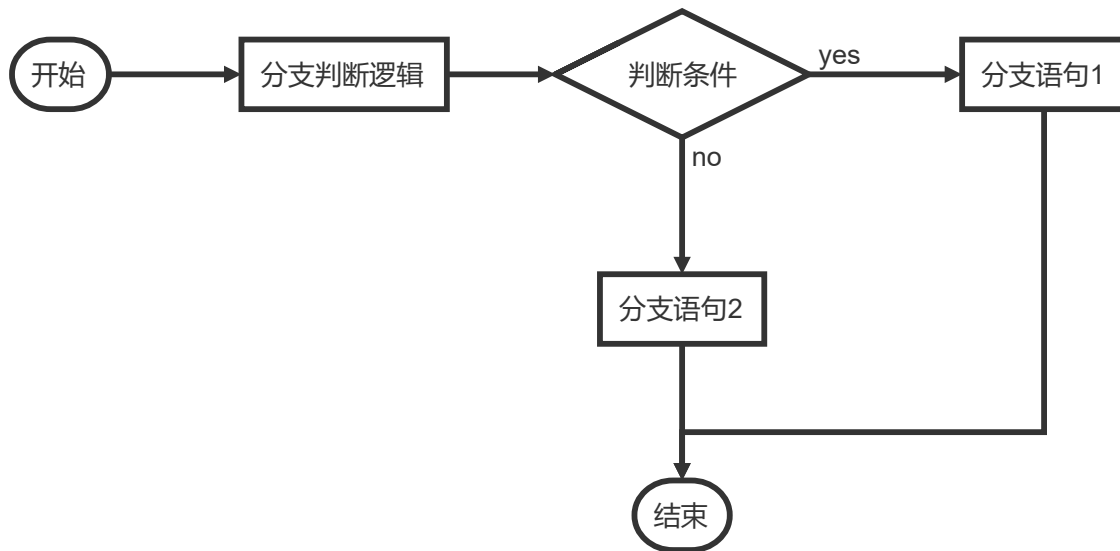 开始
分支判断逻辑
判断条件
yes
分支语句1
no
分支语句2
结束